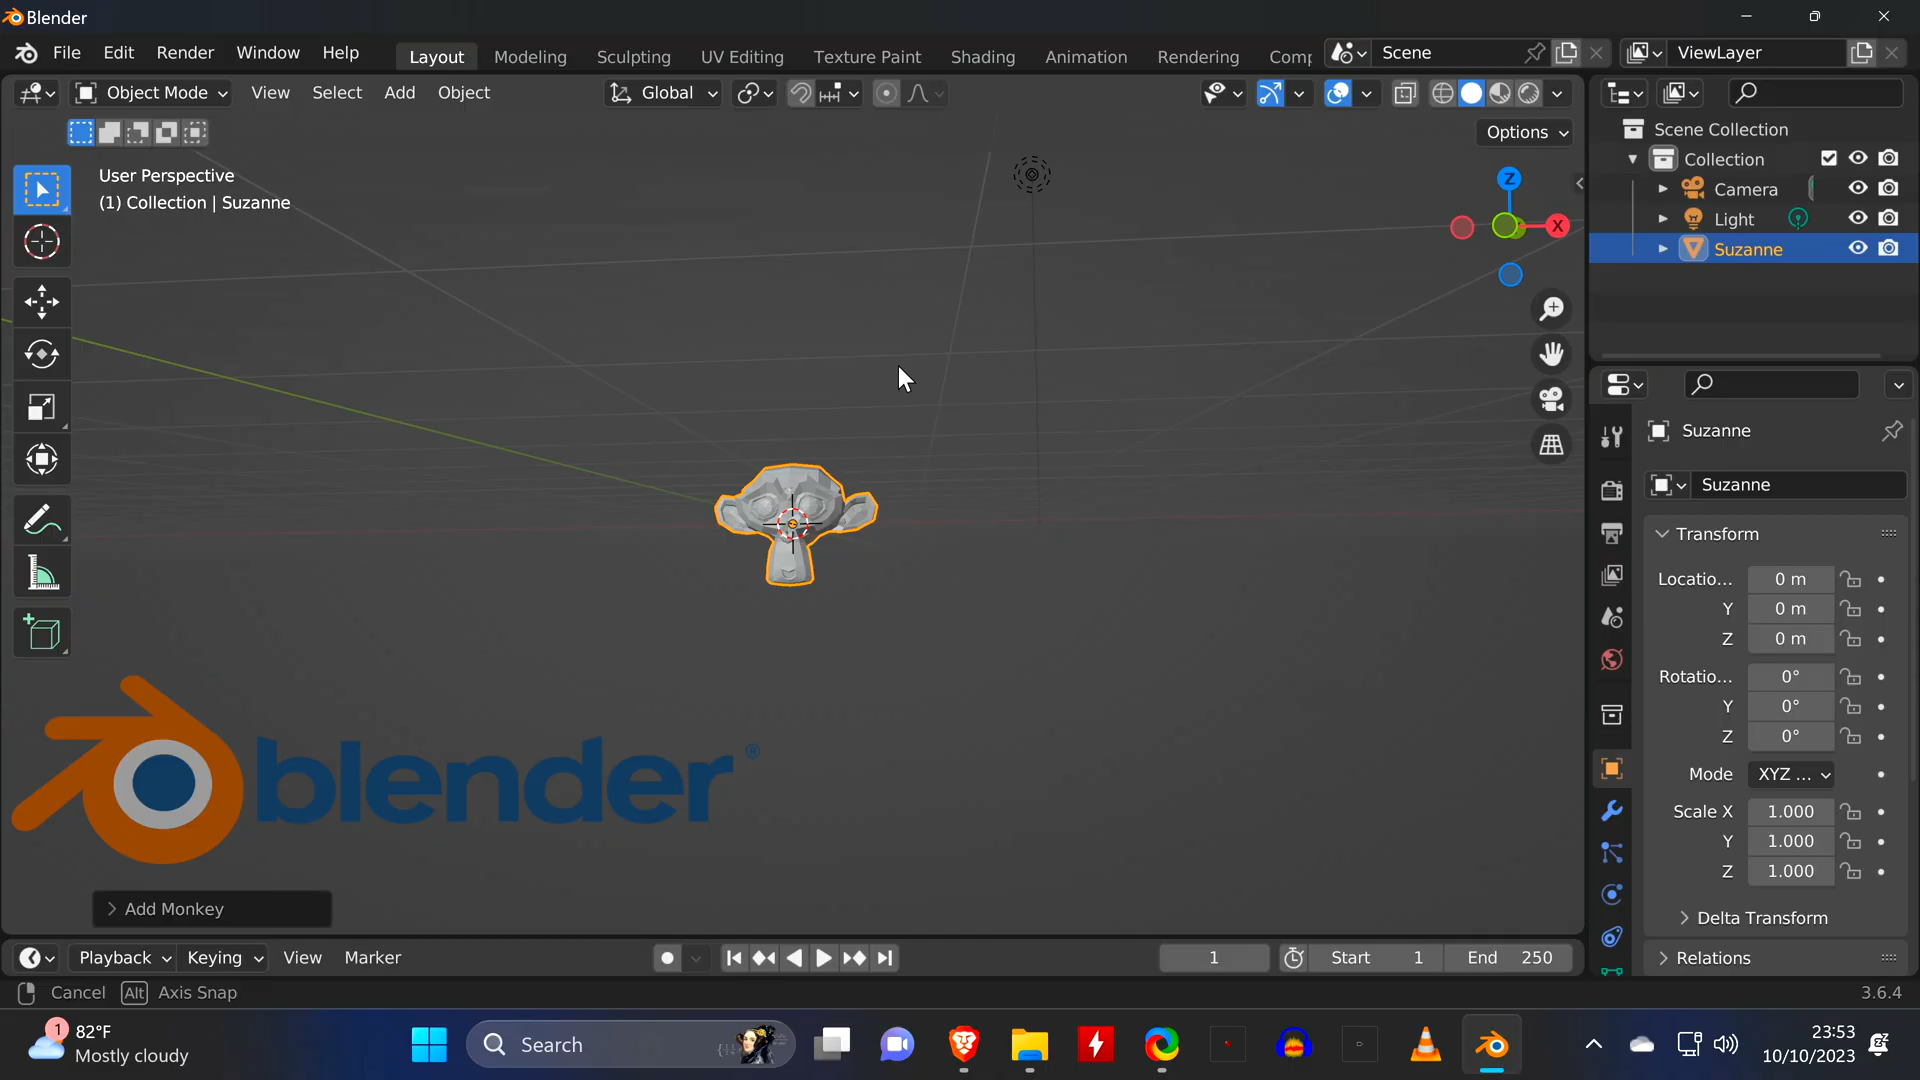 Blender
File Edit Render Window Help
Layout Modeling Sculpting UV Editing Texture Paint Shading Animation Rendering Comp
Scene
ViewLayer
Object Mode View Select Add Object
Global
Options
User Perspective
(1) Collection | Suzanne
Z
X
Scene Collection
Collection
Camera
Light
Suzanne
Suzanne
Suzanne
Transform
Locatio... 0 m
Y 0 m
Z 0 m
Rotatio... 0°
Y 0°
Z 0°
Mode XYZ ...
Scale X 1.000
Y 1.000
Z 1.000
Delta Transform
Relations
blender®
Add Monkey
Playback Keying View Marker
1 Start 1 End 250
Cancel Alt Axis Snap
3.6.4
1
82°F
Mostly cloudy
Search
23:53
10/10/2023